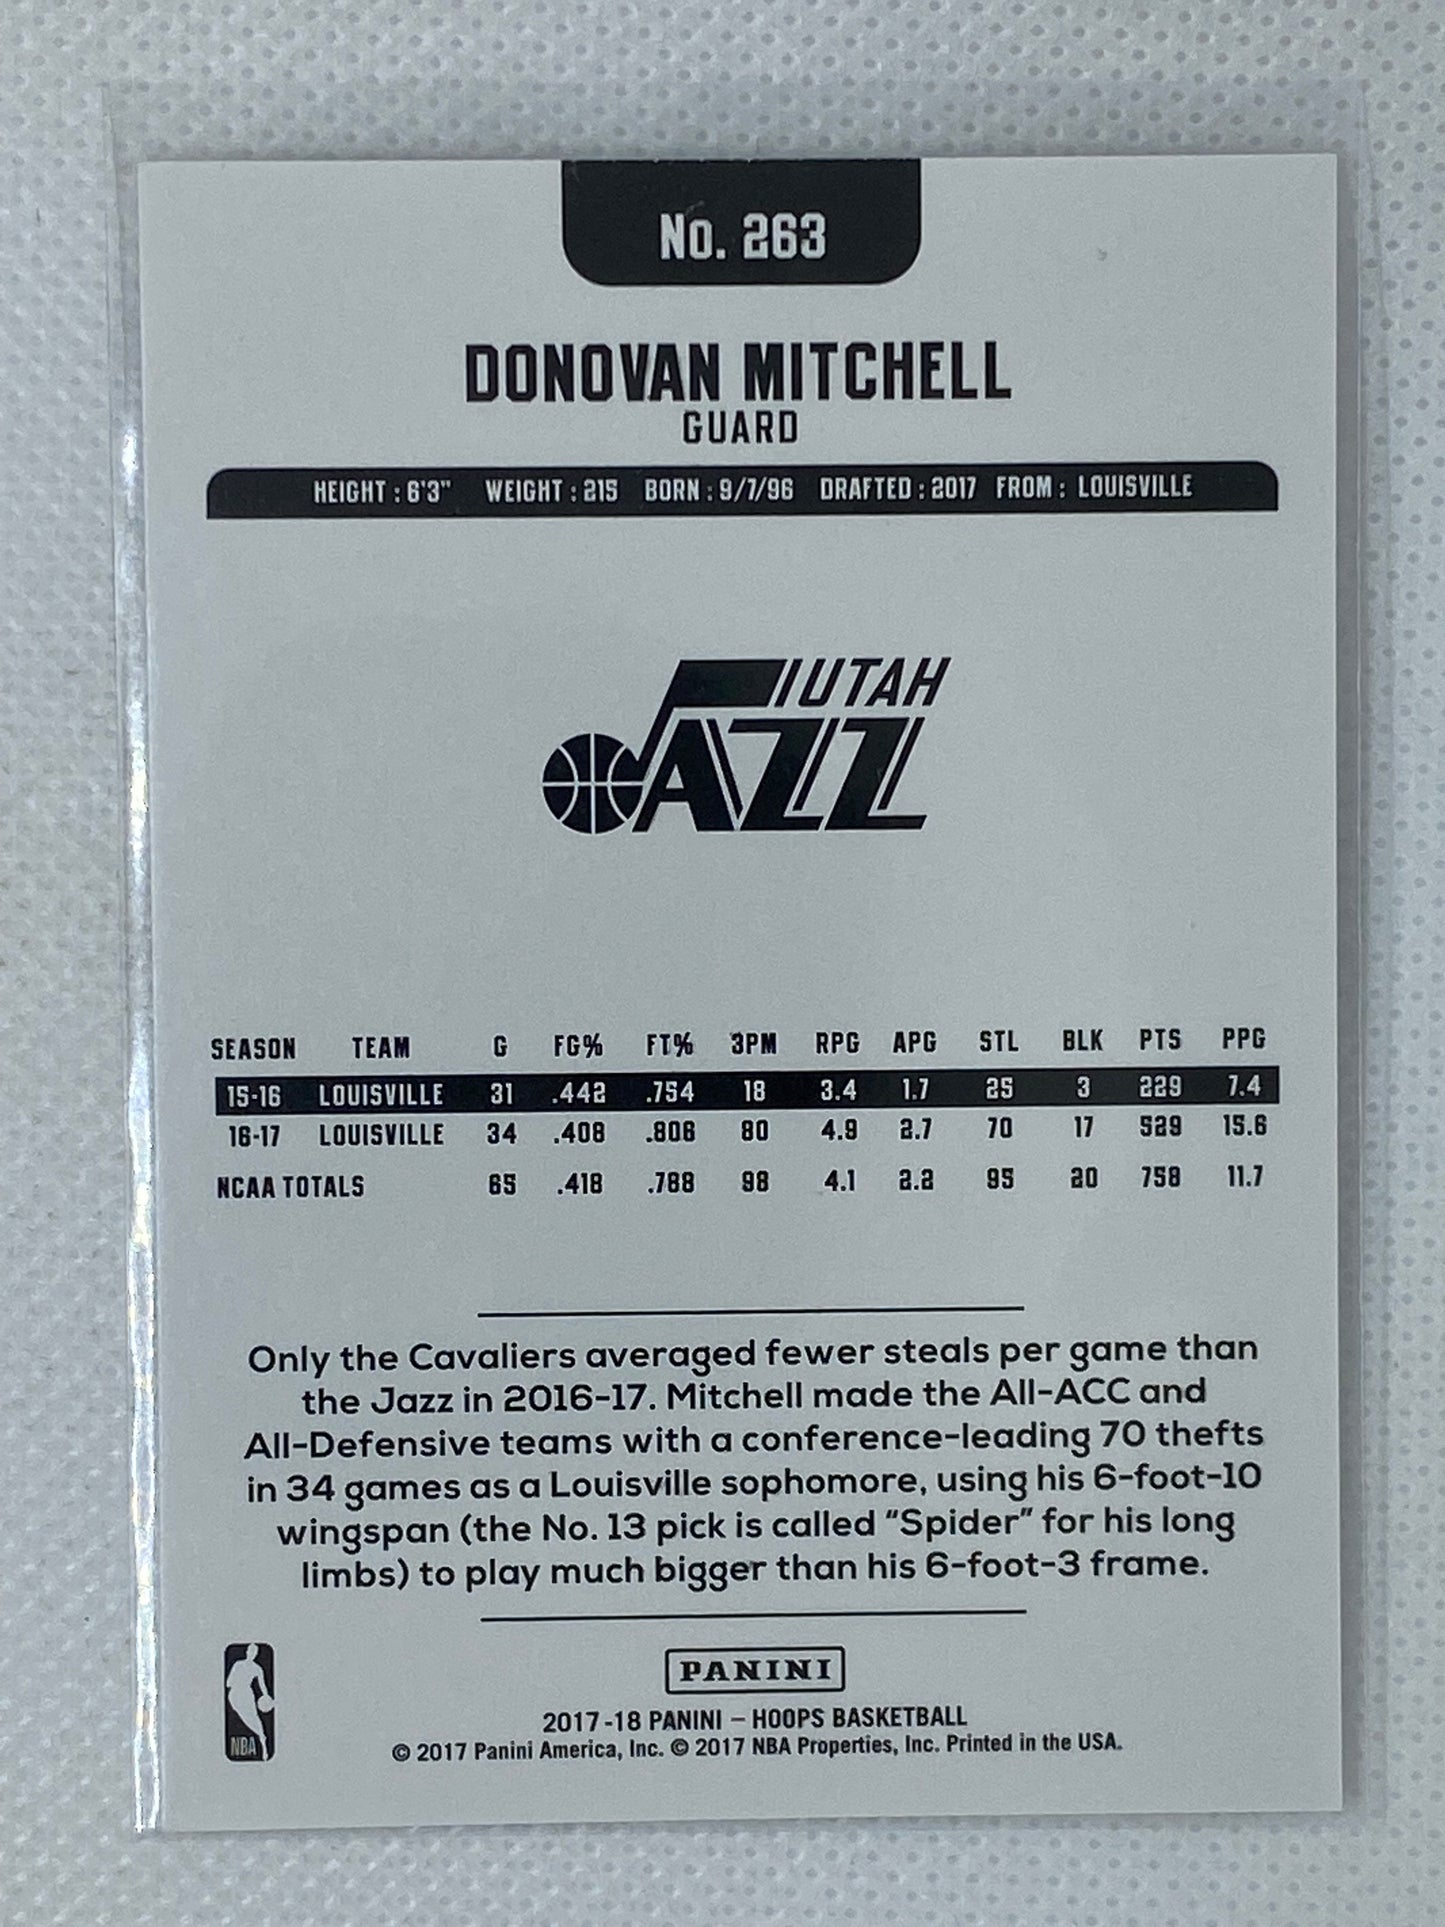 No. 263
DONOVAN MITCHELL
GUARD
HEIGHT : 6'3" WEIGHT : 215 BORN : 9/7/96 DRAFTED : 2017 FROM : LOUISVILLE
UTAH
JAZZ
SEASON TEAM G FG% FT% 3PM RPG APG STL BLK PTS PPG
15-16 LOUISVILLE 31 .442 .754 18 3.4 1.7 25 3 229 7.4
16-17 LOUISVILLE 34 .408 .806 80 4.9 2.7 70 17 529 15.6
NCAA TOTALS 65 .418 .788 98 4.1 2.2 95 20 758 11.7
Only the Cavaliers averaged fewer steals per game than
the Jazz in 2016-17. Mitchell made the All-ACC and
All-Defensive teams with a conference-leading 70 thefts
in 34 games as a Louisville sophomore, using his 6-foot-10
wingspan (the No. 13 pick is called “Spider” for his long
limbs) to play much bigger than his 6-foot-3 frame.
NBA
PANINI
2017-18 PANINI – HOOPS BASKETBALL
© 2017 Panini America, Inc. © 2017 NBA Properties, Inc. Printed in the USA.